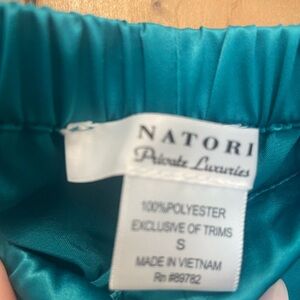 NATORI
Private Luxuries
100%POLYESTER
EXCLUSIVE OF TRIMS
S
MADE IN VIETNAM
Rn #89782